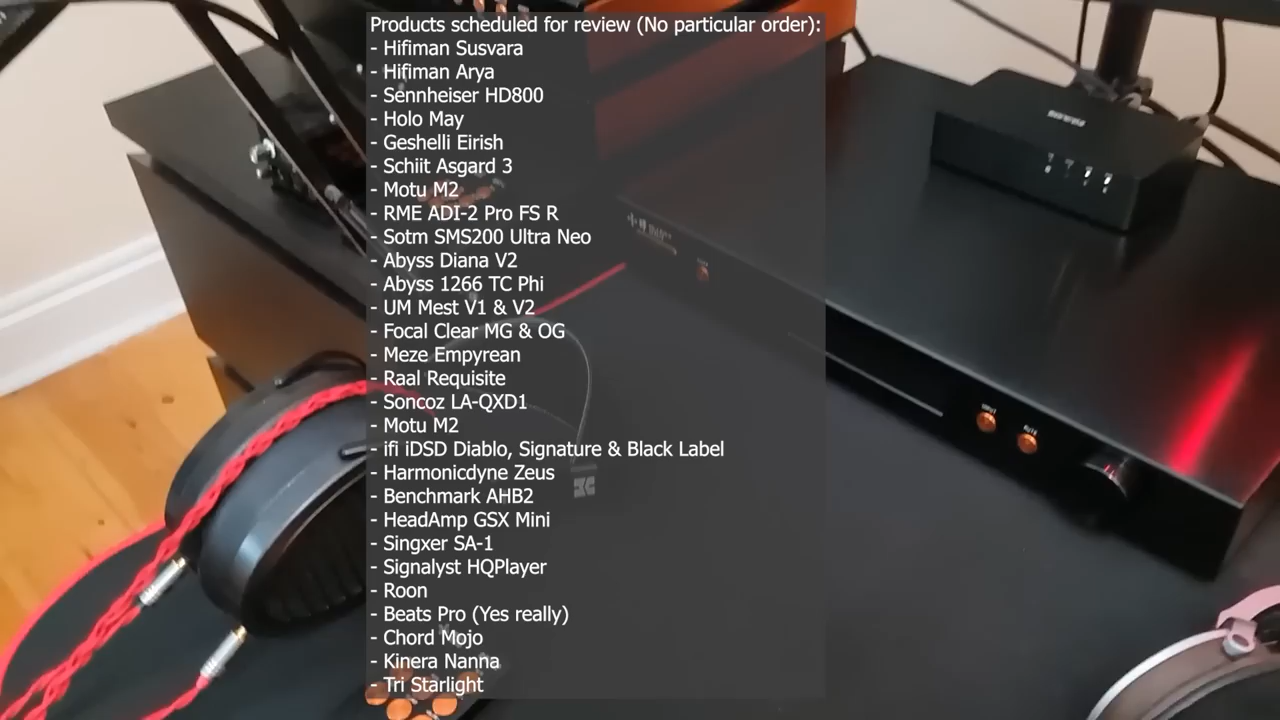 Products scheduled for review (No particular order):
- Hifiman Susvara
- Hifiman Arya
- Sennheiser HD800
- Holo May
- Geshelli Eirish
- Schiit Asgard 3
- Motu M2
- RME ADI-2 Pro FS R
- Sotm SMS200 Ultra Neo
- Abyss Diana V2
- Abyss 1266 TC Phi
- UM Mest V1 & V2
- Focal Clear MG & OG
- Meze Empyrean
- Raal Requisite
- Soncoz LA-QXD1
- Motu M2
- ifi iDSD Diablo, Signature & Black Label
- Harmonicdyne Zeus
- Benchmark AHB2
- HeadAmp GSX Mini
- Singxer SA-1
- Signalyst HQPlayer
- Roon
- Beats Pro (Yes really)
- Chord Mojo
- Kinera Nanna
- Tri Starlight